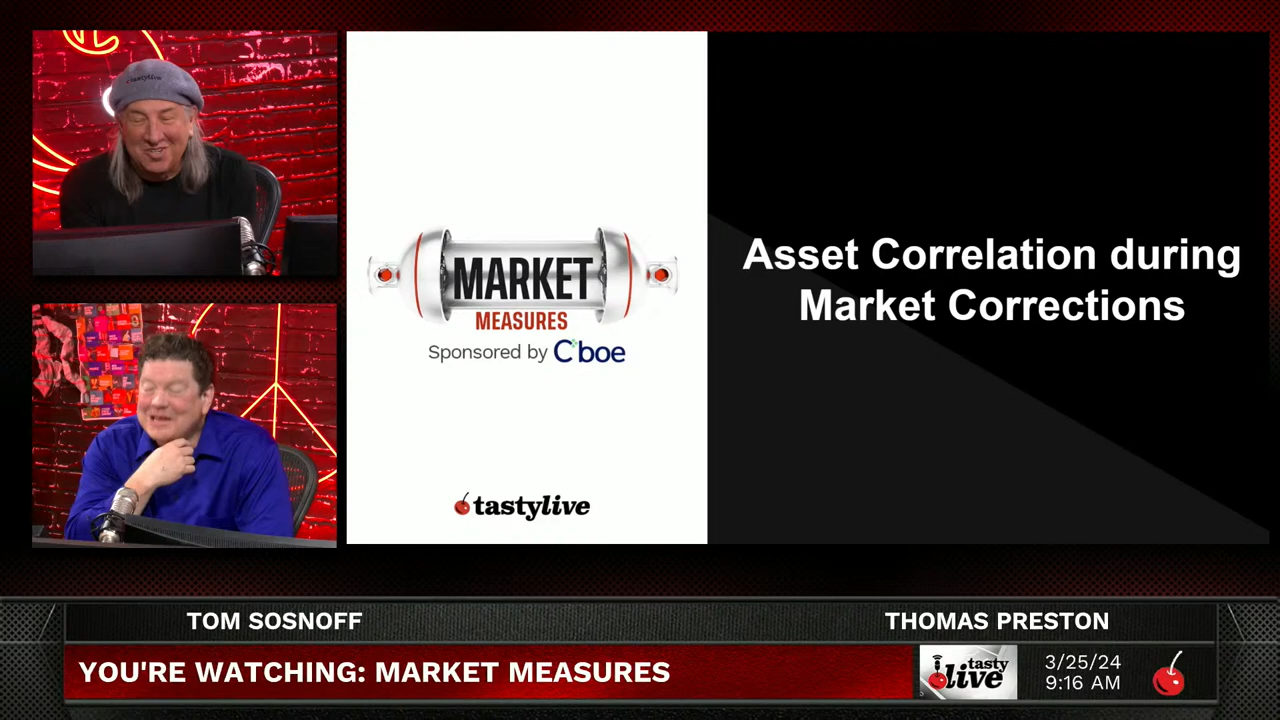 tastylive
MARKET
MEASURES
Sponsored by Cboe
tastylive
Asset Correlation during
Market Corrections
TOM SOSNOFF
THOMAS PRESTON
YOU'RE WATCHING: MARKET MEASURES
tasty
live
3/25/24
9:16 AM